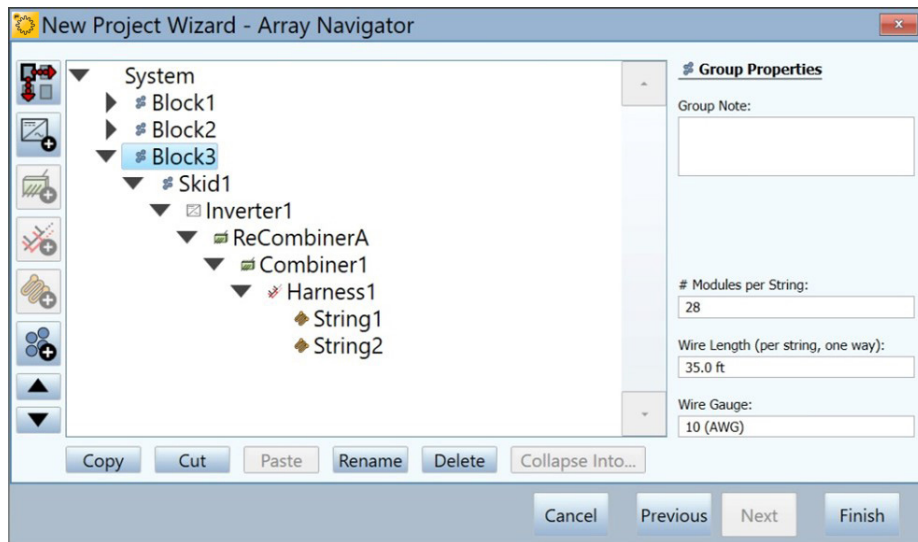 New Project Wizard - Array Navigator
System
Block1
Block2
Block3
Skid1
Inverter1
ReCombinerA
Combiner1
Harness1
String1
String2
Group Properties
Group Note:
# Modules per String:
28
Wire Length (per string, one way):
35.0 ft
Wire Gauge:
10 (AWG)
Copy Cut Paste Rename Delete Collapse Into...
Cancel Previous Next Finish